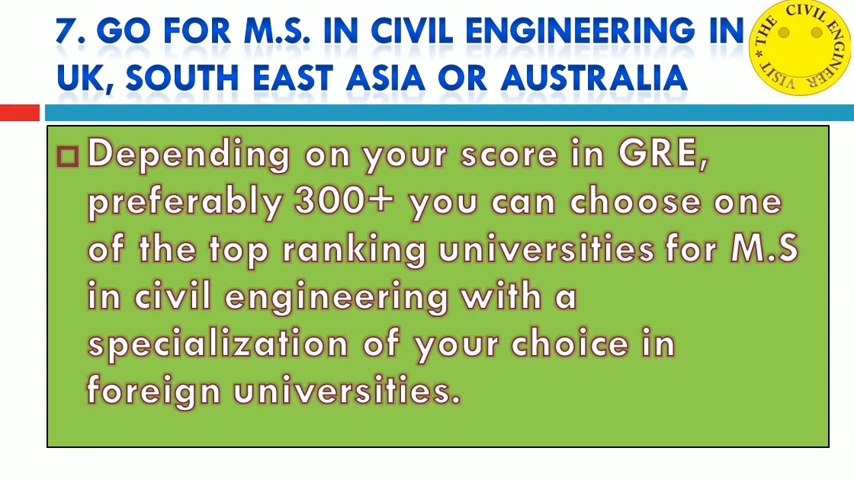 7. GO FOR M.S. IN CIVIL ENGINEERING IN
UK, SOUTH EAST ASIA OR AUSTRALIA
VISIT * THE CIVIL ENGINEER
Depending on your score in GRE,
preferably 300+ you can choose one
of the top ranking universities for M.S
in civil engineering with a
specialization of your choice in
foreign universities.